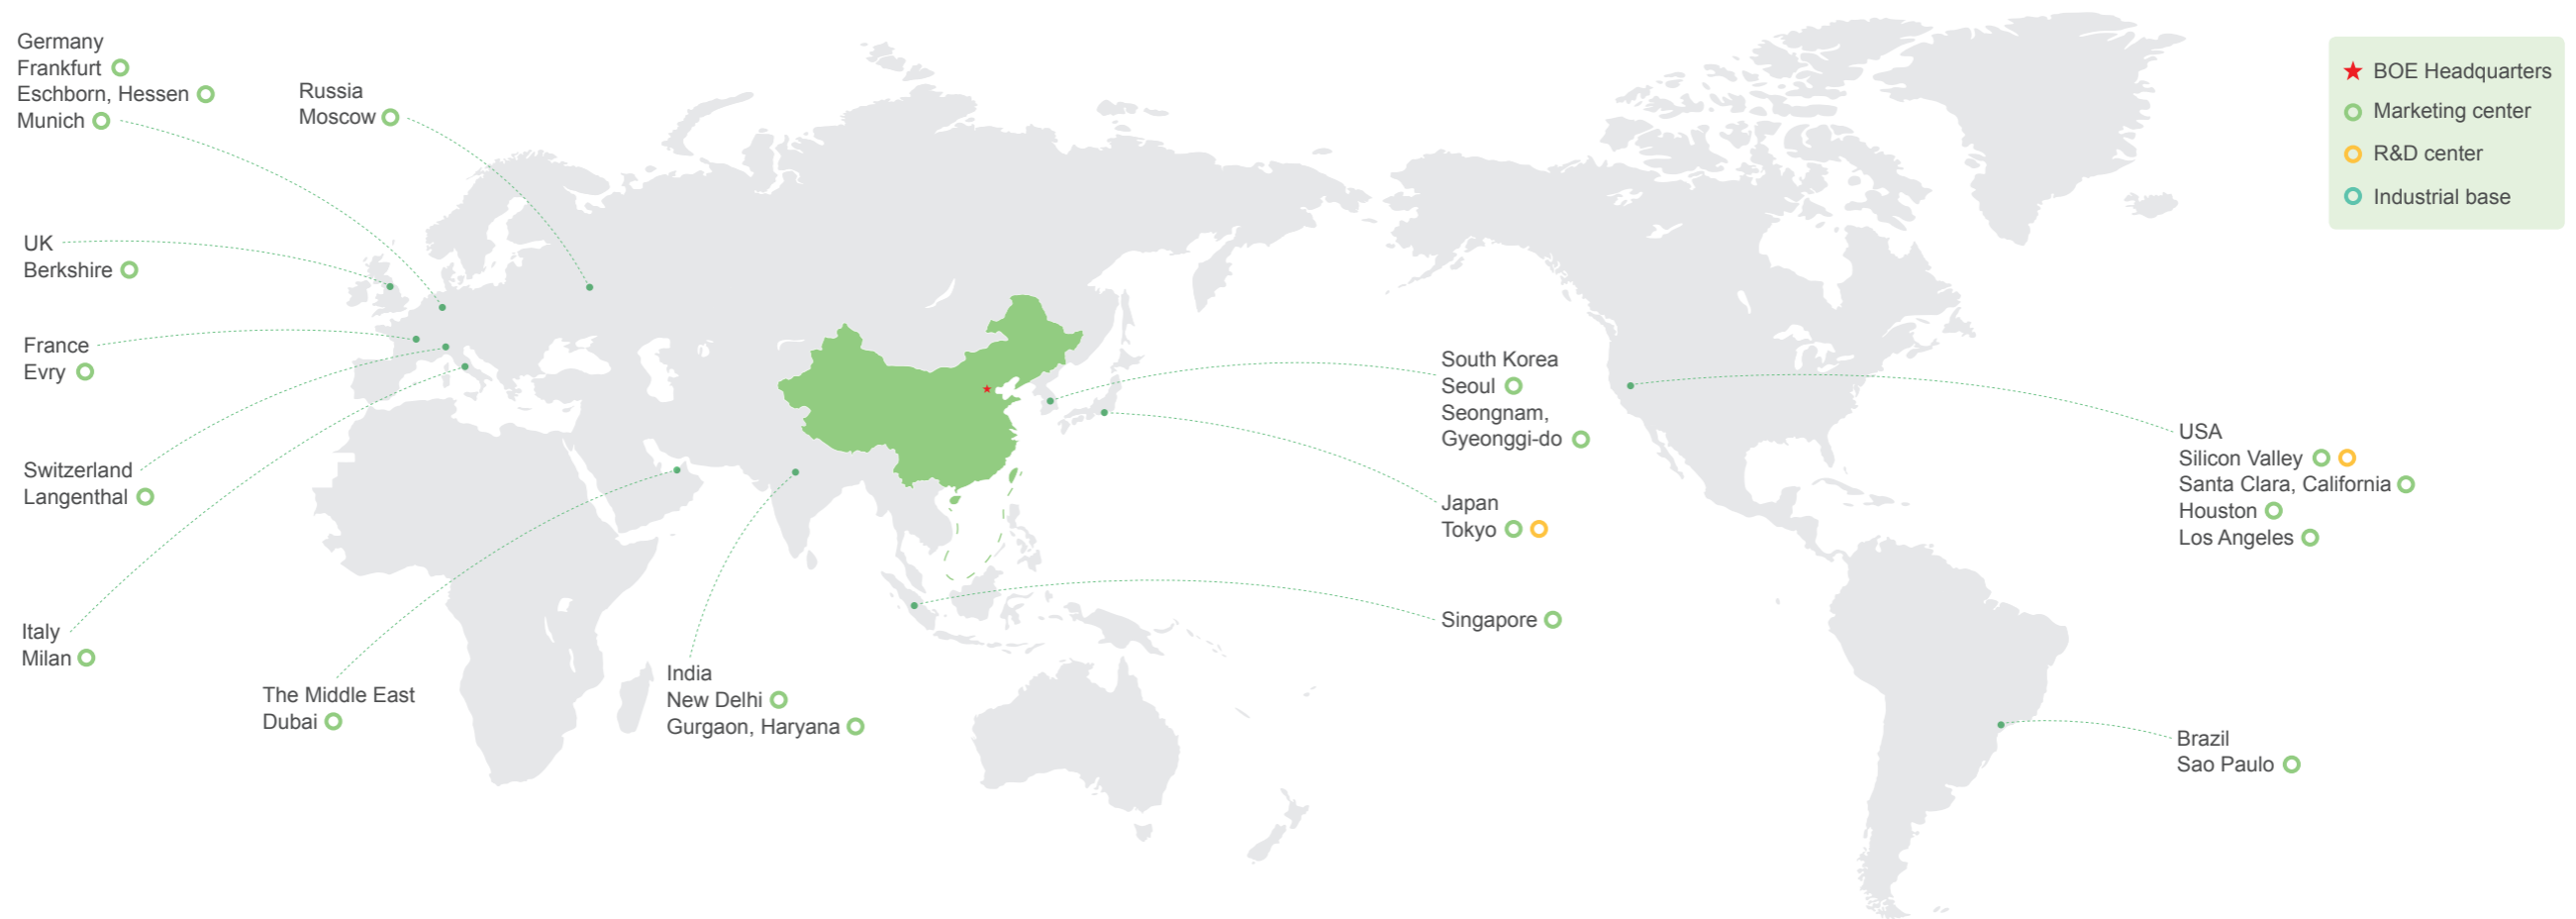 Germany
Frankfurt
Eschborn, Hessen
Munich
Russia
Moscow
UK
Berkshire
France
Evry
Switzerland
Langenthal
Italy
Milan
The Middle East
Dubai
India
New Delhi
Gurgaon, Haryana
South Korea
Seoul
Seongnam,
Gyeonggi-do
Japan
Tokyo
Singapore
USA
Silicon Valley
Santa Clara, California
Houston
Los Angeles
Brazil
Sao Paulo
BOE Headquarters
Marketing center
R&D center
Industrial base